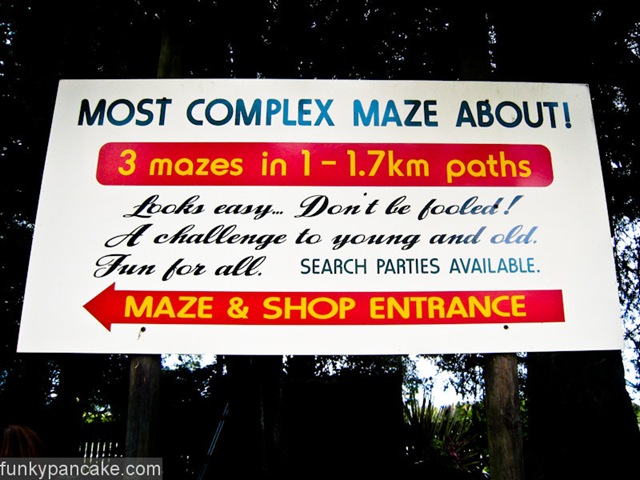 MOST COMPLEX MAZE ABOUT!
3 mazes in 1 - 1.7km paths
Looks easy... Don't be fooled!
A challenge to young and old.
Fun for all. SEARCH PARTIES AVAILABLE.
MAZE & SHOP ENTRANCE
funkypancake.com